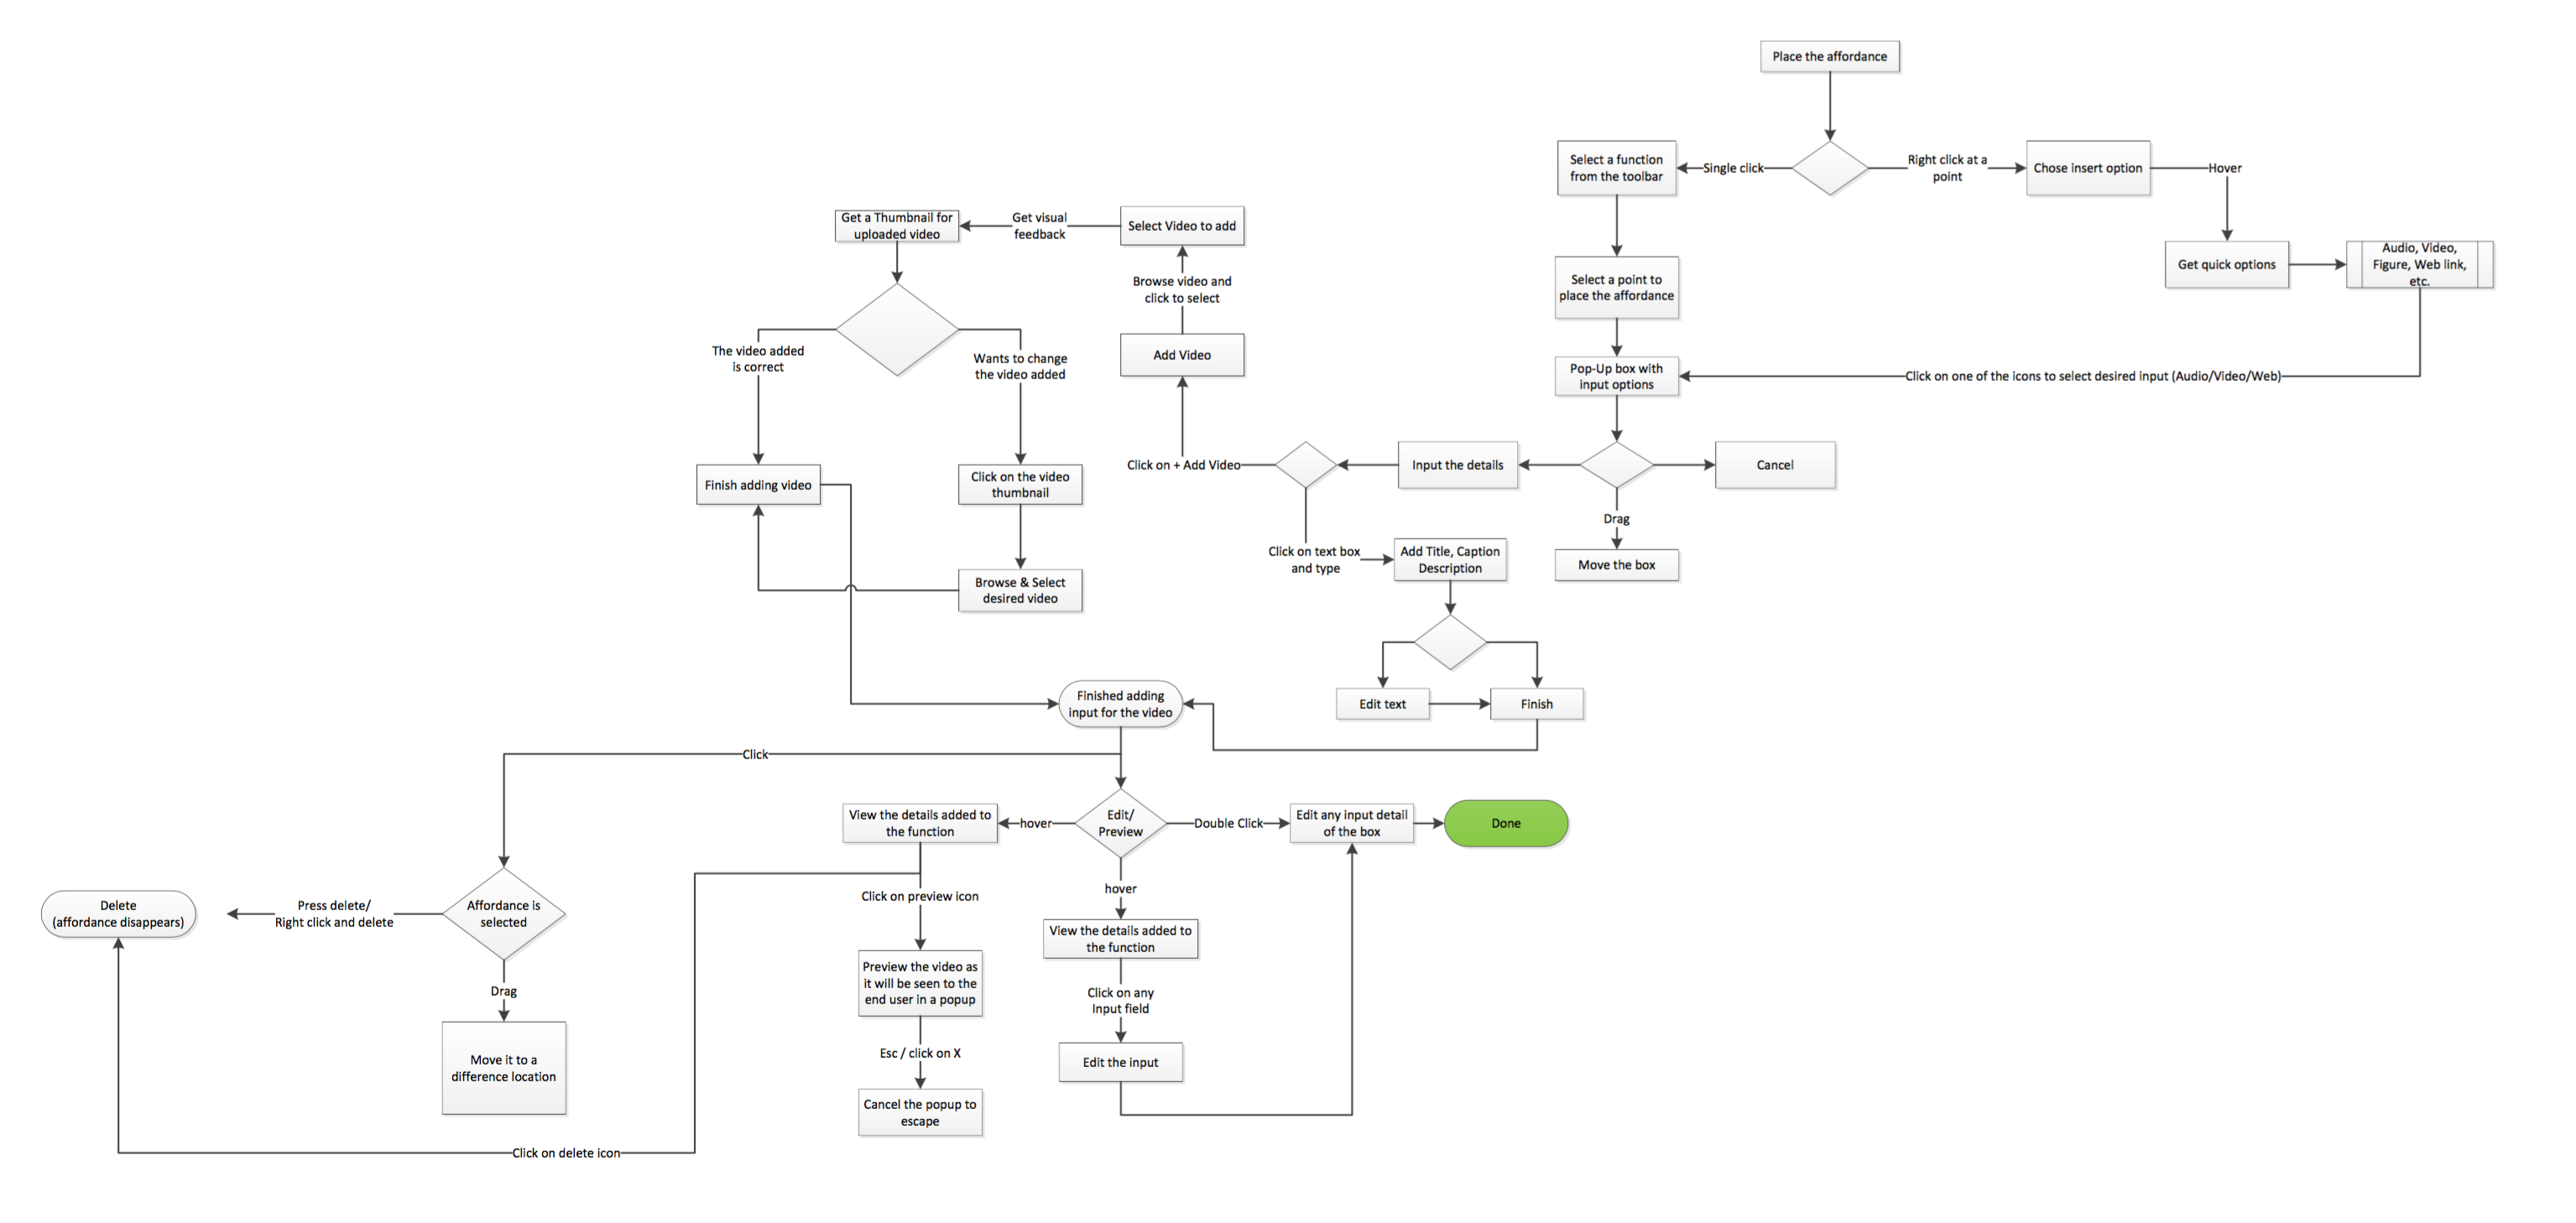 Place the affordance
Select a function
from the toolbar
Single click
Right click at a
point
Chose insert option
Hover
Get a Thumbnail for
uploaded video
Get visual
feedback
Select Video to add
Get quick options
Audio, Video,
Figure, Web link,
etc.
Browse video and
click to select
Select a point to
place the affordance
The video added
is correct
Wants to change
the video added
Add Video
Pop-Up box with
input options
Click on one of the icons to select desired input (Audio/Video/Web)
Finish adding video
Click on the video
thumbnail
Click on + Add Video
Input the details
Cancel
Drag
Click on text box
and type
Add Title, Caption
Description
Move the box
Browse & Select
desired video
Finished adding
input for the video
Edit text
Finish
Click
View the details added to
the function
hover
Edit/
Preview
Double Click
Edit any input detail
of the box
Done
Delete
(affordance disappears)
Press delete/
Right click and delete
Affordance is
selected
Click on preview icon
hover
View the details added to
the function
Drag
Preview the video as
it will be seen to the
end user in a popup
Click on any
Input field
Move it to a
difference location
Esc / click on X
Edit the input
Cancel the popup to
escape
Click on delete icon